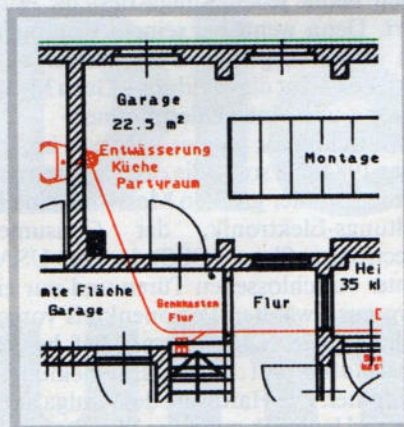 Garage
22.5 m²
Entwässerung
Küche
Partyraum
Montage
Hei
35 k
mte Fläche
Garage
Senkkasten
Flur
Flur